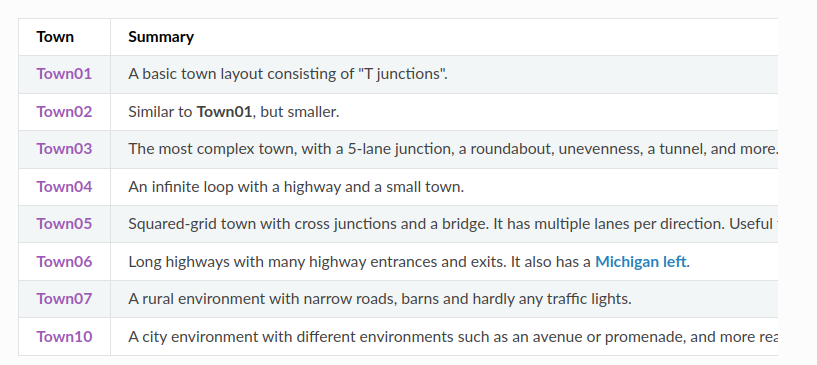 Town Summary
Town01 A basic town layout consisting of "T junctions".
Town02 Similar to Town01, but smaller.
Town03 The most complex town, with a 5-lane junction, a roundabout, unevenness, a tunnel, and more.
Town04 An infinite loop with a highway and a small town.
Town05 Squared-grid town with cross junctions and a bridge. It has multiple lanes per direction. Useful
Town06 Long highways with many highway entrances and exits. It also has a Michigan left.
Town07 A rural environment with narrow roads, barns and hardly any traffic lights.
Town10 A city environment with different environments such as an avenue or promenade, and more